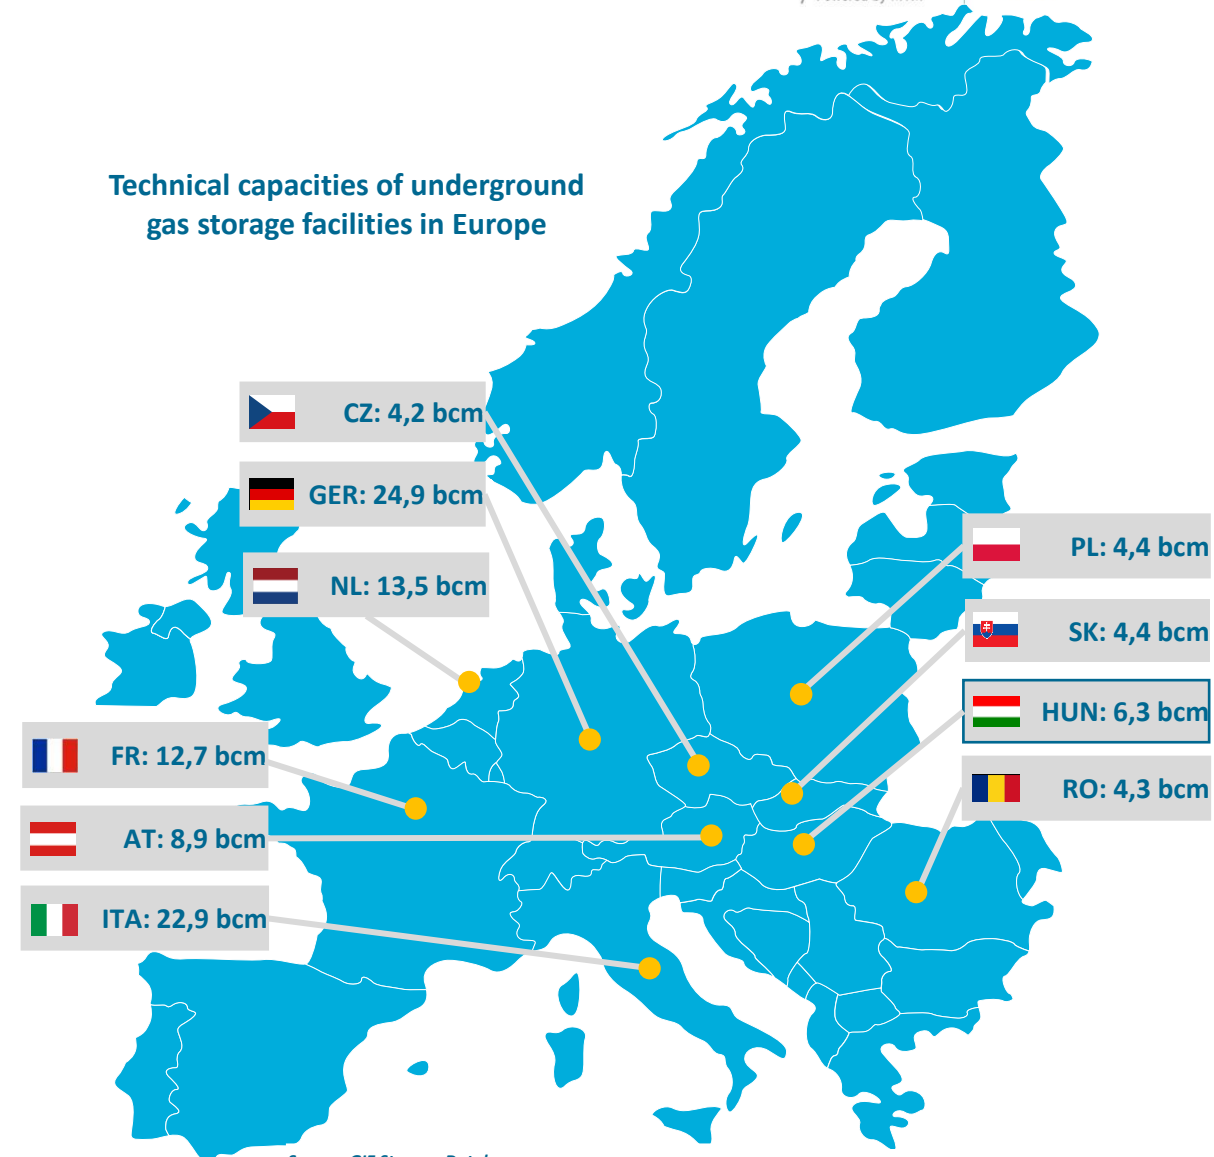 Technical capacities of underground
gas storage facilities in Europe
CZ: 4,2 bcm
GER: 24,9 bcm
NL: 13,5 bcm
FR: 12,7 bcm
AT: 8,9 bcm
ITA: 22,9 bcm
PL: 4,4 bcm
SK: 4,4 bcm
HUN: 6,3 bcm
RO: 4,3 bcm